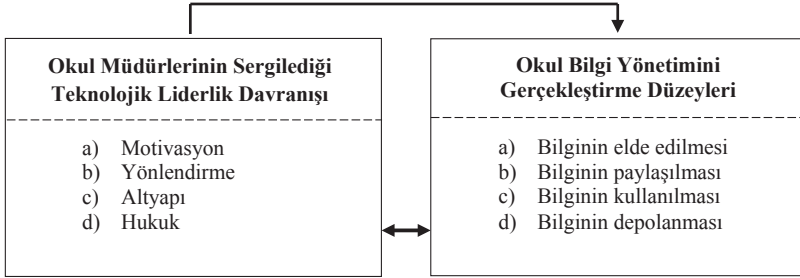 Okul Müdürlerinin Sergilediği
Teknolojik Liderlik Davranışı
a) Motivasyon
b) Yönlendirme
c) Altyapı
d) Hukuk
Okul Bilgi Yönetimini
Gerçekleştirme Düzeyleri
a) Bilginin elde edilmesi
b) Bilginin paylaşılması
c) Bilginin kullanılması
d) Bilginin depolanması